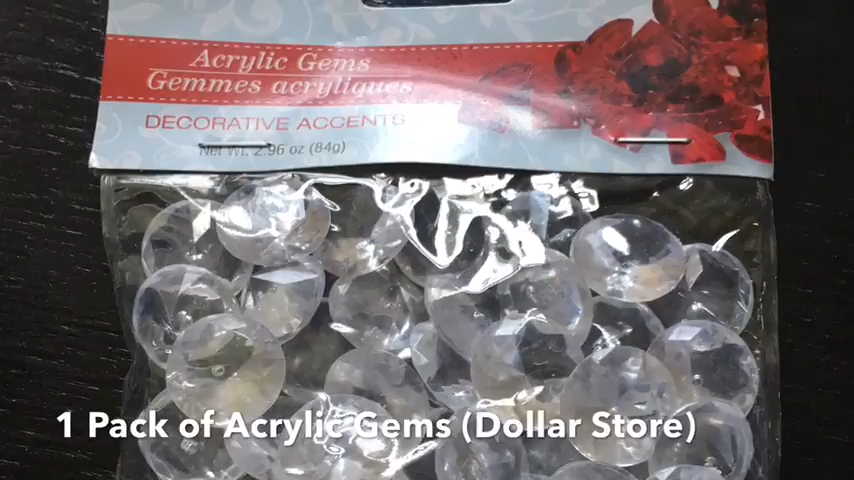 Acrylic Gems
Gemmes acryliques
DECORATIVE ACCENTS
Net Wt. 2.96 oz (84g)
1 Pack of Acrylic Gems (Dollar Store)